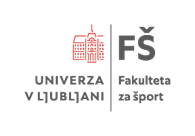 FŠ
UNIVERZA
V LJUBLJANI
Fakulteta
za šport